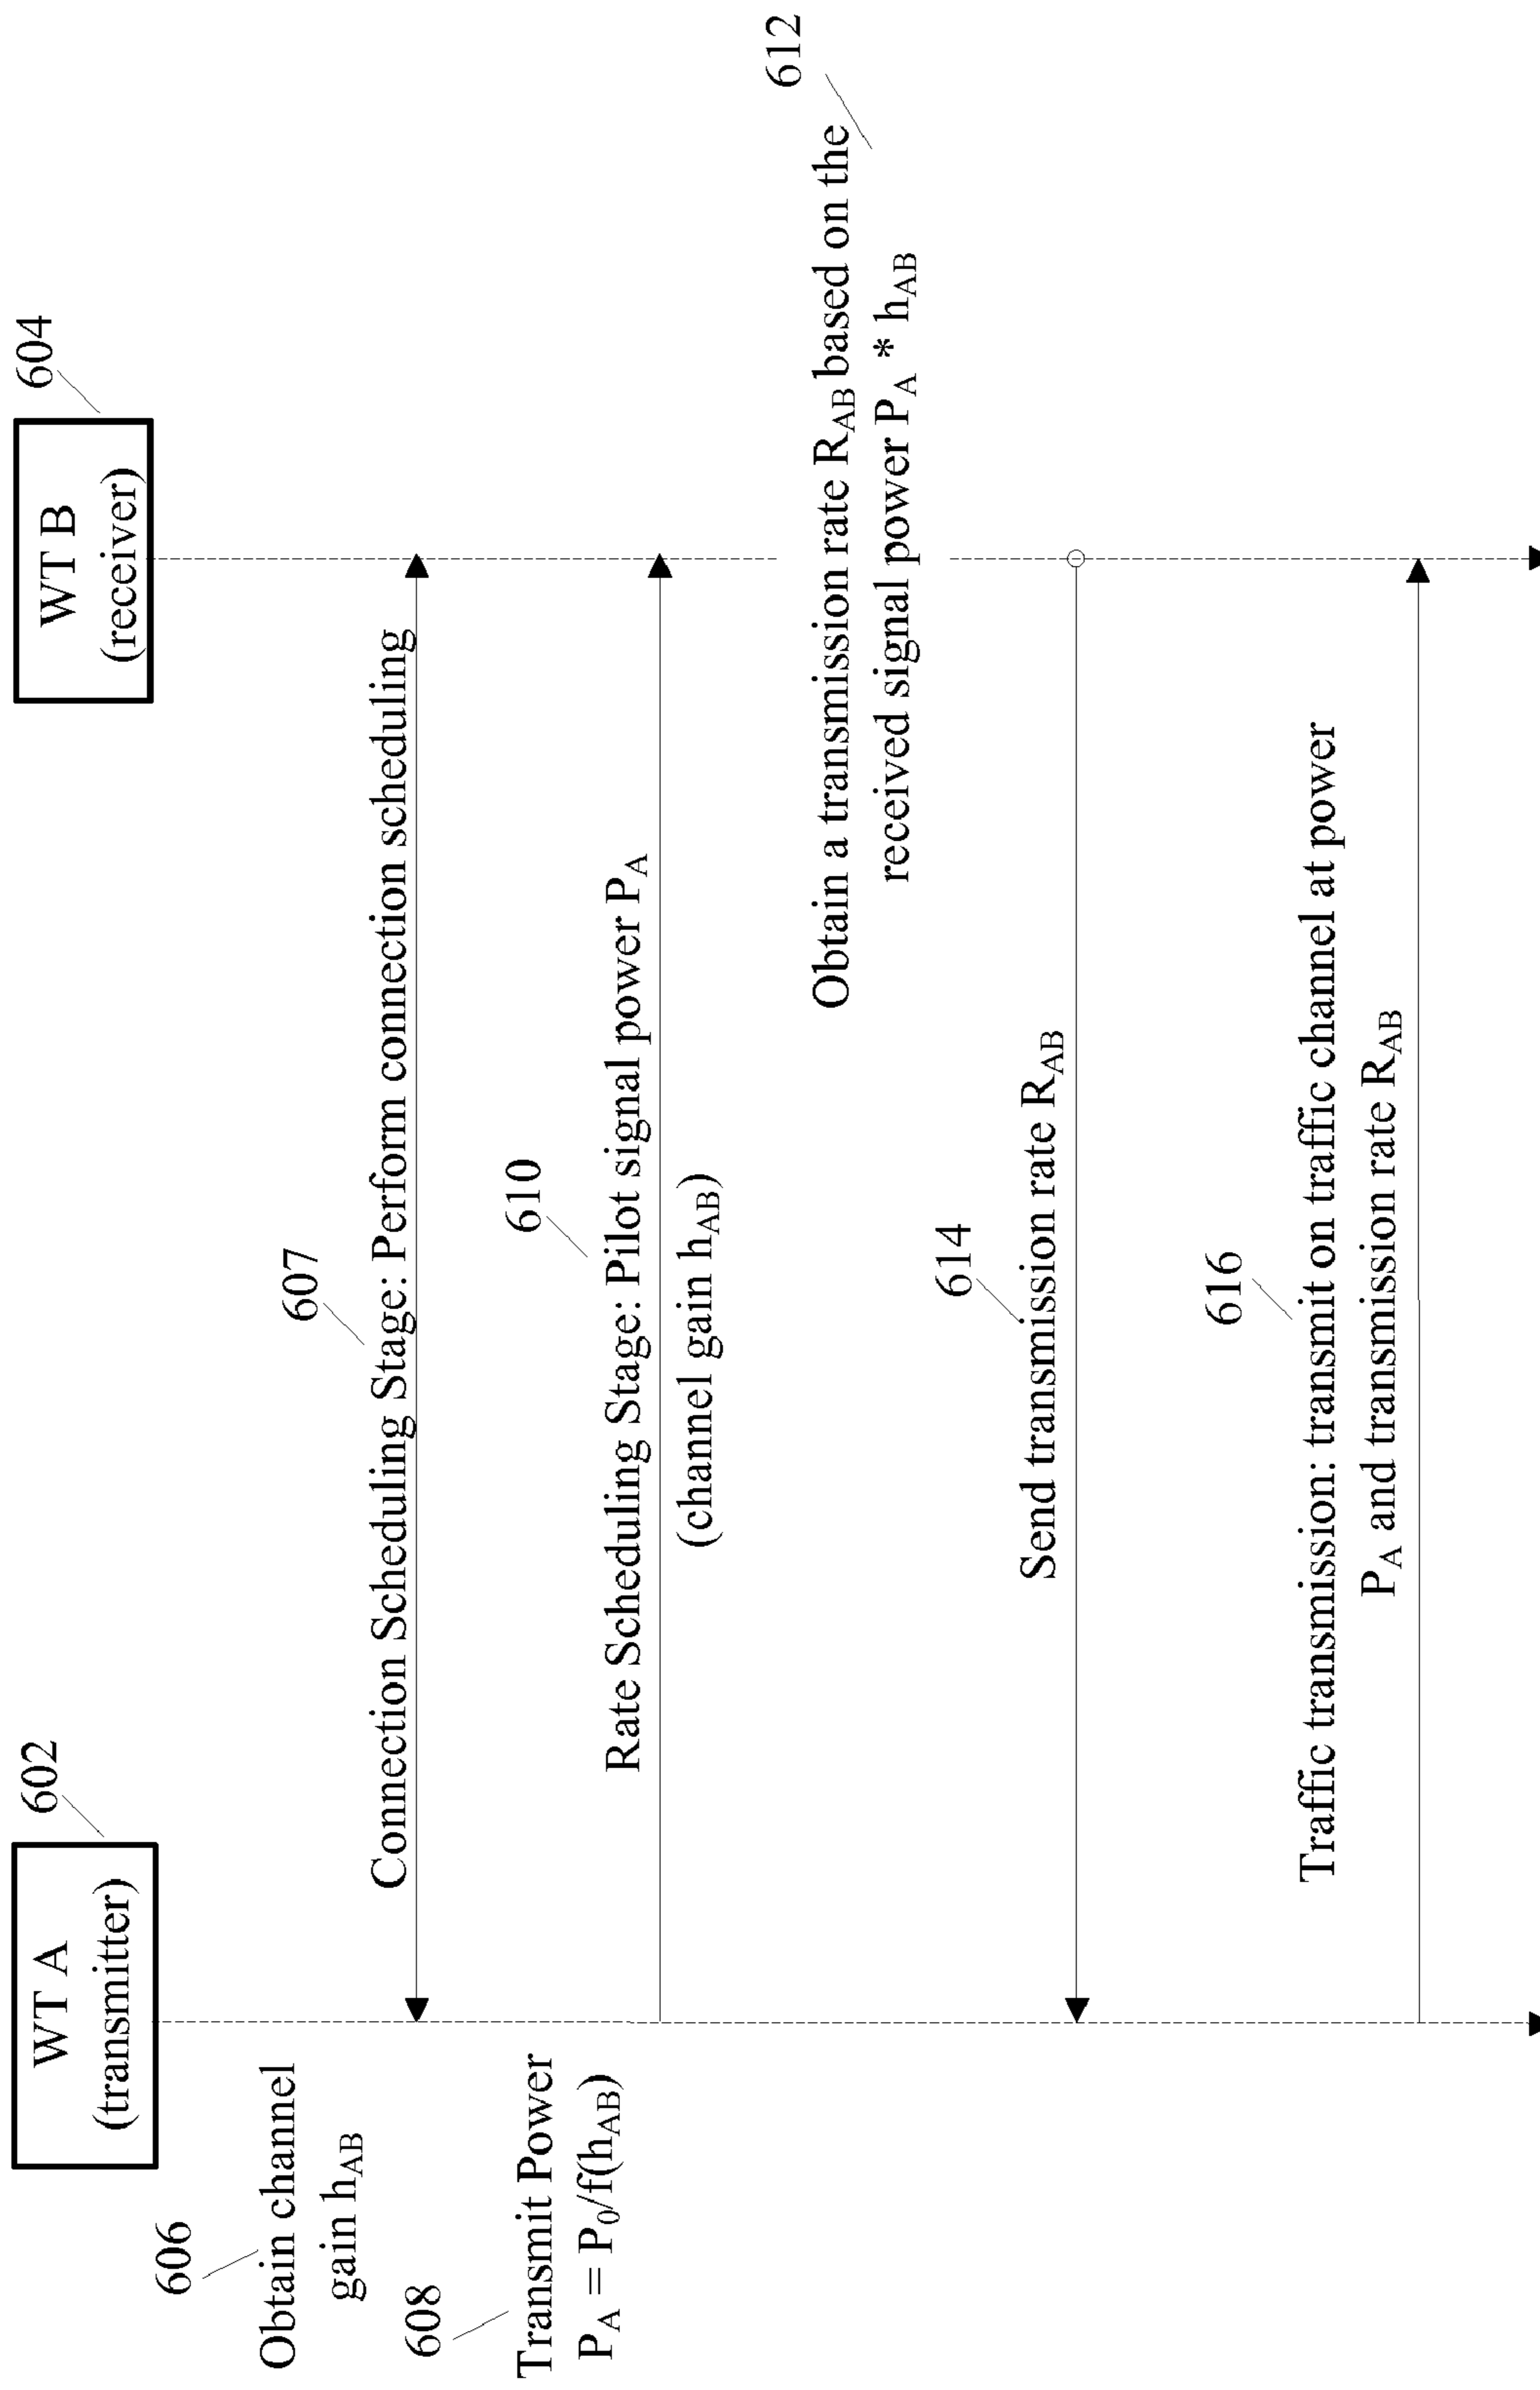 602
WT A
(transmitter)
604
WT B
(receiver)
606
Obtain channel
gain hAB
607
Connection Scheduling Stage: Perform connection scheduling
608
Transmit Power
PA = P0/f(hAB)
610
Rate Scheduling Stage: Pilot signal power PA
(channel gain hAB)
612
Obtain a transmission rate RAB based on the
received signal power PA * hAB
614
Send transmission rate RAB
616
Traffic transmission: transmit on traffic channel at power
PA and transmission rate RAB